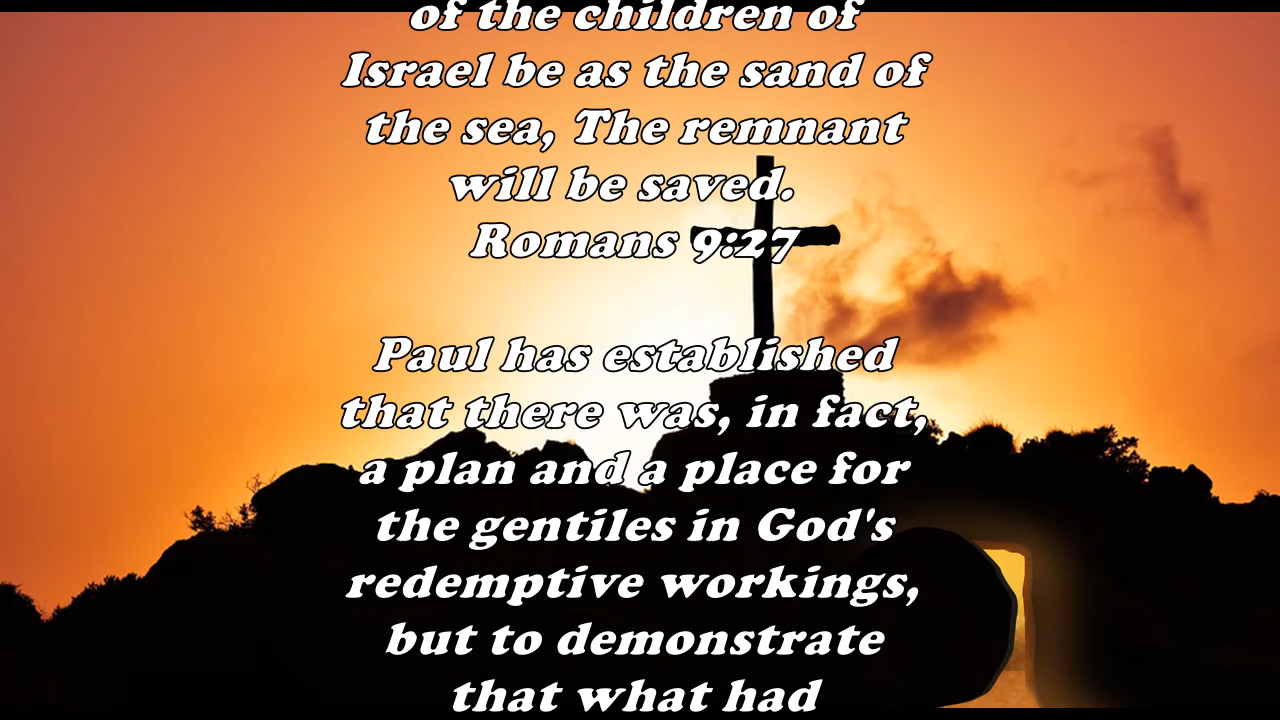 of the children of
Israel be as the sand of
the sea, The remnant
will be saved.
Romans 9:27
Paul has established
that there was, in fact,
a plan and a place for
the gentiles in God's
redemptive workings,
but to demonstrate
that what had